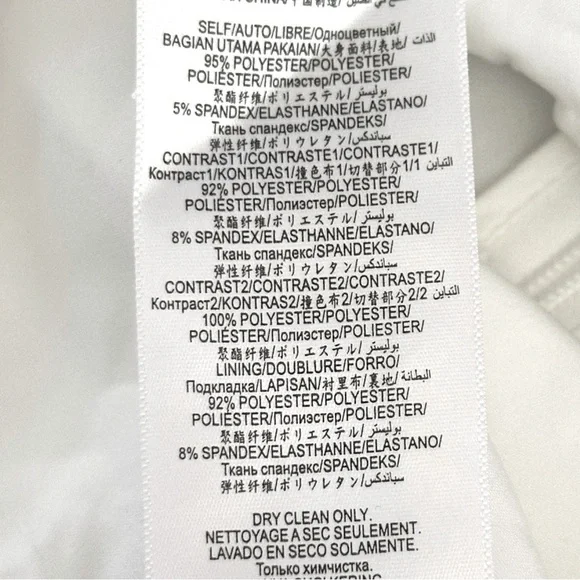 SELF/AUTO/LIBRE/Одноцветный/
BAGIAN UTAMA PAKAIAN/大身面料/表地/ الذات
95% POLYESTER/POLYESTER/
POLIÉSTER/Полиэстер/POLIESTER/
聚酯纤维/ポリエステル/ بوليستر
5% SPANDEX/ELASTHANNE/ELASTANO/
Ткань спандекс/SPANDEKS/
弹性纤维/ポリウレタン/سباندكس
CONTRAST1/CONTRASTE1/CONTRASTE1/
Контраст1/KONTRAS1/撞色布1/切替部分1/1 التباين
92% POLYESTER/POLYESTER/
POLIÉSTER/Полиэстер/POLIESTER/
聚酯纤维/ポリエステル/ بوليستر
8% SPANDEX/ELASTHANNE/ELASTANO/
Ткань спандекс/SPANDEKS/
弹性纤维/ポリウレタン/سباندكس
CONTRAST2/CONTRASTE2/CONTRASTE2/
Контраст2/KONTRAS2/撞色布2/切替部分2/2 التباين
100% POLYESTER/POLYESTER/
POLIÉSTER/Полиэстер/POLIESTER/
聚酯纤维/ポリエステル/ بوليستر
LINING/DOUBLURE/FORRO/
Подкладка/LAPISAN/衬里布/裏地/ البطانة
92% POLYESTER/POLYESTER/
POLIÉSTER/Полиэстер/POLIESTER/
聚酯纤维/ポリエステル/ بوليستر
8% SPANDEX/ELASTHANNE/ELASTANO/
Ткань спандекс/SPANDEKS/
弹性纤维/ポリウレタン/سباندكس
DRY CLEAN ONLY.
NETTOYAGE A SEC SEULEMENT.
LAVADO EN SECO SOLAMENTE.
Только химчистка.